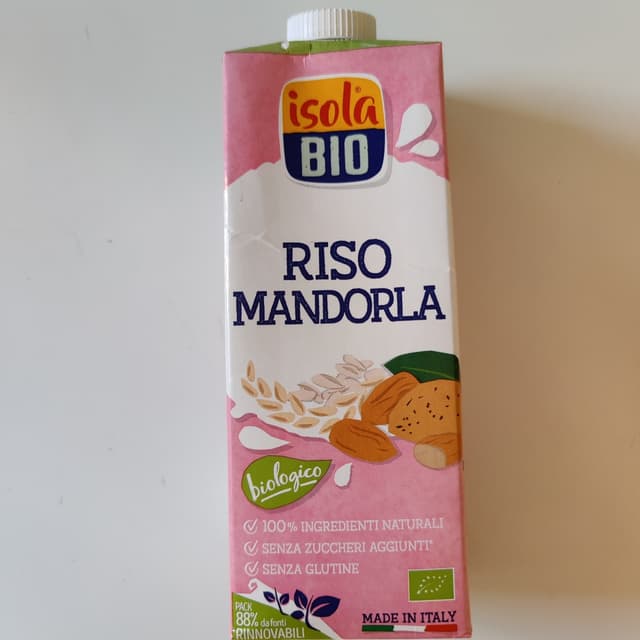 isola
BIO
RISO
MANDORLA
biologico
100% INGREDIENTI NATURALI
SENZA ZUCCHERI AGGIUNTI*
SENZA GLUTINE
PACK
88% da fonti
RINNOVABILI
MADE IN ITALY